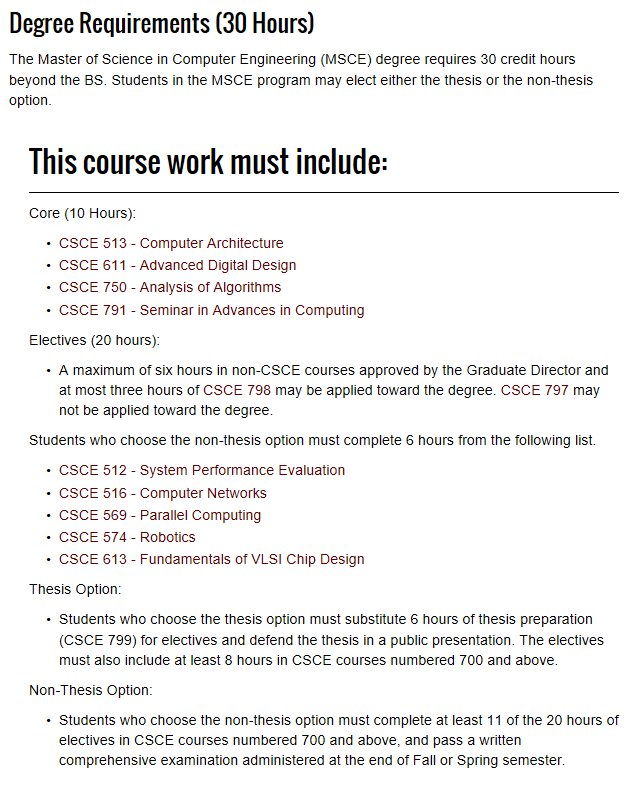 Degree Requirements (30 Hours)
The Master of Science in Computer Engineering (MSCE) degree requires 30 credit hours
beyond the BS. Students in the MSCE program may elect either the thesis or the non-thesis
option.
This course work must include:
Core (10 Hours):
• CSCE 513 - Computer Architecture
• CSCE 611 - Advanced Digital Design
• CSCE 750 - Analysis of Algorithms
• CSCE 791 - Seminar in Advances in Computing
Electives (20 hours):
• A maximum of six hours in non-CSCE courses approved by the Graduate Director and
at most three hours of CSCE 798 may be applied toward the degree. CSCE 797 may
not be applied toward the degree.
Students who choose the non-thesis option must complete 6 hours from the following list.
• CSCE 512 - System Performance Evaluation
• CSCE 516 - Computer Networks
• CSCE 569 - Parallel Computing
• CSCE 574 - Robotics
• CSCE 613 - Fundamentals of VLSI Chip Design
Thesis Option:
• Students who choose the thesis option must substitute 6 hours of thesis preparation
(CSCE 799) for electives and defend the thesis in a public presentation. The electives
must also include at least 8 hours in CSCE courses numbered 700 and above.
Non-Thesis Option:
• Students who choose the non-thesis option must complete at least 11 of the 20 hours of
electives in CSCE courses numbered 700 and above, and pass a written
comprehensive examination administered at the end of Fall or Spring semester.